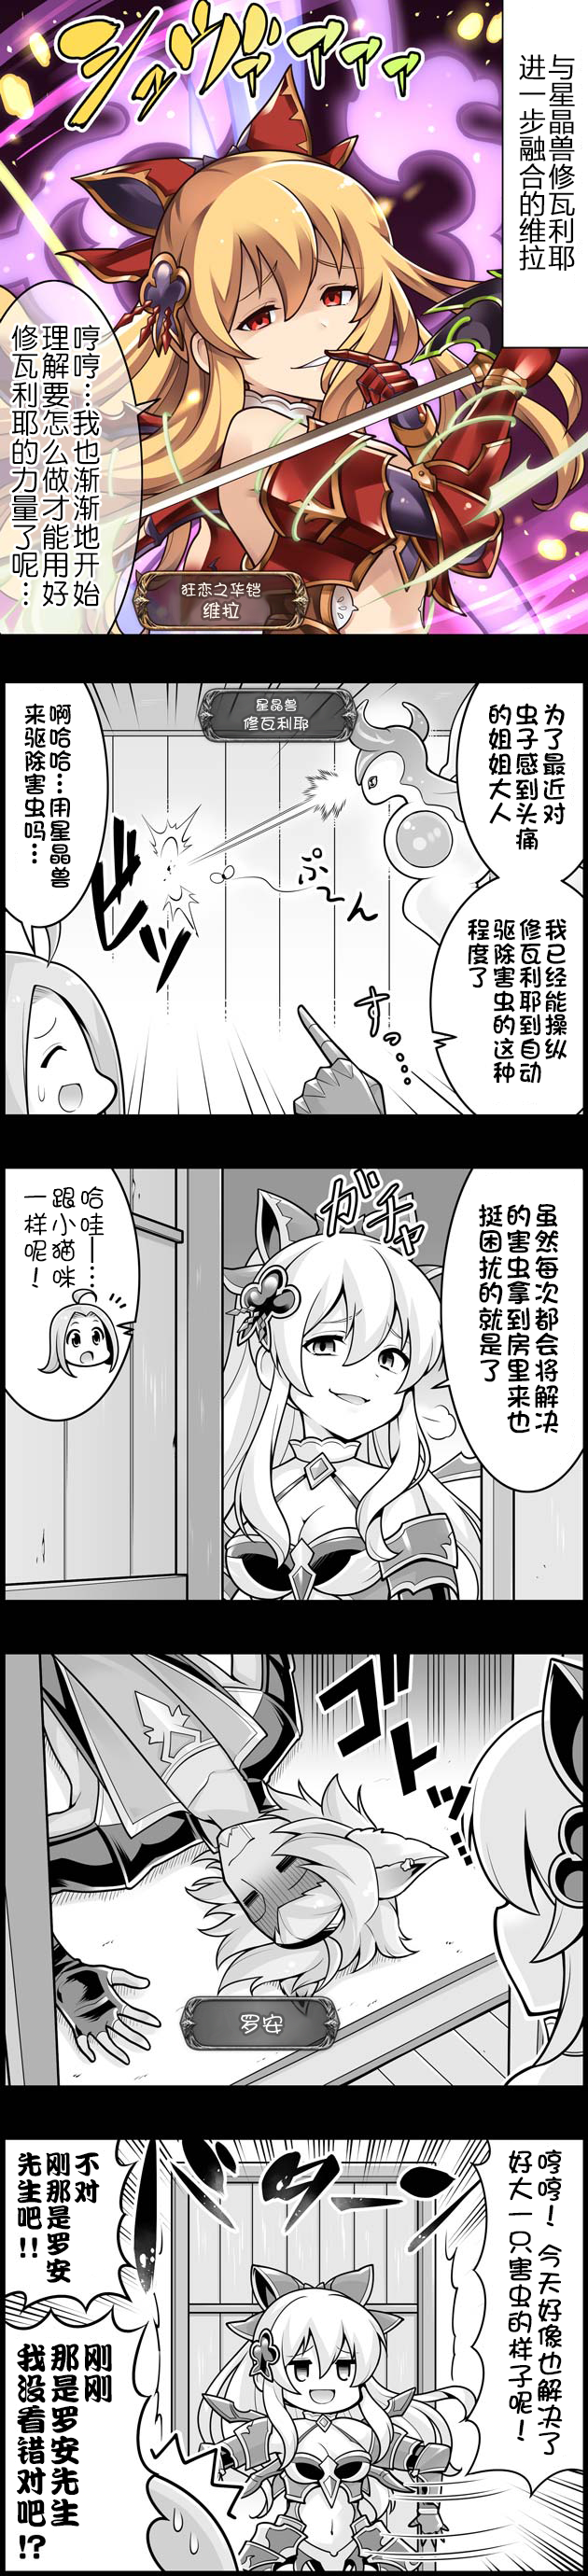 与星晶兽修瓦利耶
进一步融合的维拉
シュヴァアアア
哼哼…我也渐渐地开始
理解要怎么做才能用好
修瓦利耶的力量了呢…
狂恋之华铠
维拉
为了最近对
虫子感到头痛
的姐姐大人
星晶兽
修瓦利耶
我已经能操纵
修瓦利耶到自动
驱除害虫的这种
程度了
啊哈哈…用星晶兽
来驱除害虫吗…
ぷ～ん
ビッ
すっ…
虽然每次都会将解决
的害虫拿到房里来也
挺困扰的就是了
ガチャ
哈哇ー…
跟小猫咪
一样呢！
ゴト…
罗安
哼哼！今天好像也解决了
好大一只害虫的样子呢！
不对
刚那是罗安
先生吧!!
刚刚
那是罗安先生
我没看错对吧!?